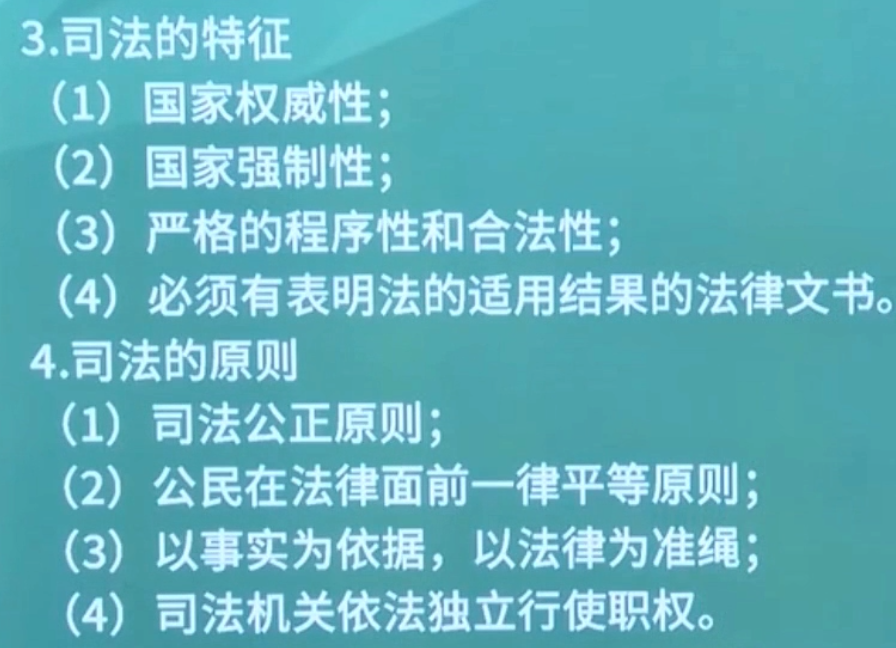 3.司法的特征
（1）国家权威性；
（2）国家强制性；
（3）严格的程序性和合法性；
（4）必须有表明法的适用结果的法律文书。
4.司法的原则
（1）司法公正原则；
（2）公民在法律面前一律平等原则；
（3）以事实为依据，以法律为准绳；
（4）司法机关依法独立行使职权。